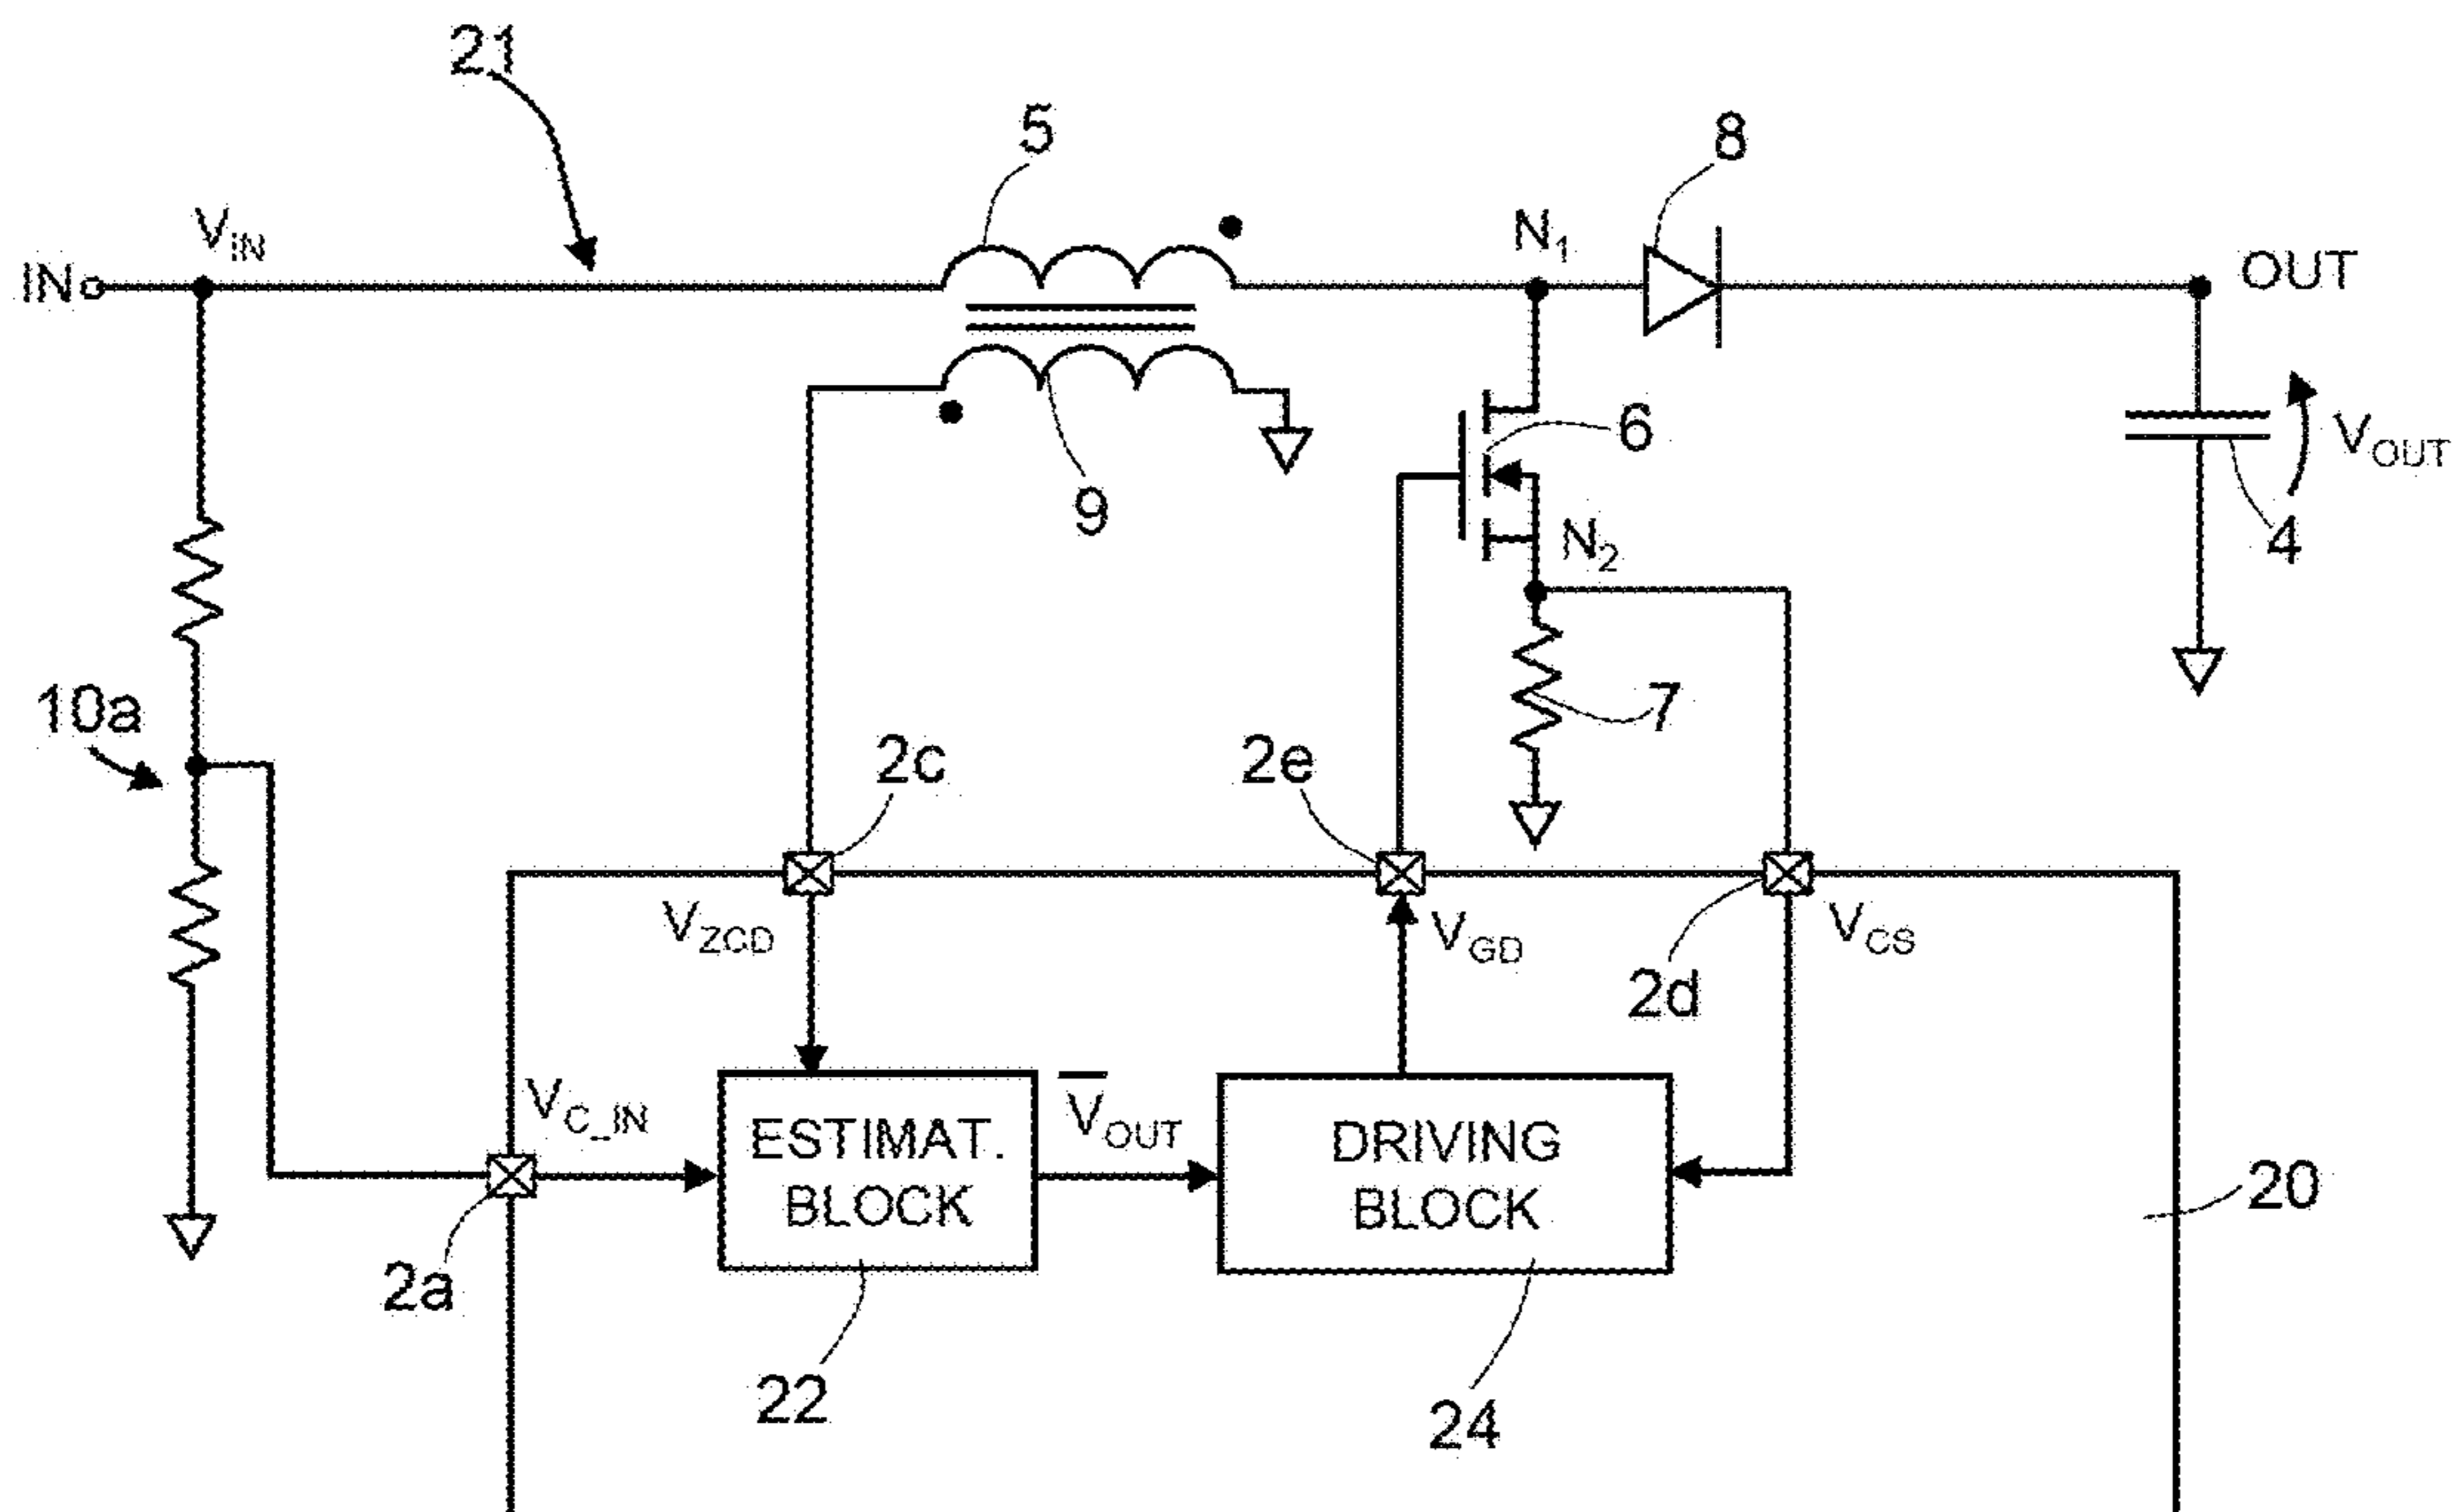 21
5
8
V_IN
N_1
IN
OUT
6
V_OUT
9
N_2
4
10a
7
2c
2e
V_ZCD
V_GD
V_CS
2d
V_C_IN
V̅_OUT
ESTIMAT.
BLOCK
DRIVING
BLOCK
20
2a
22
24